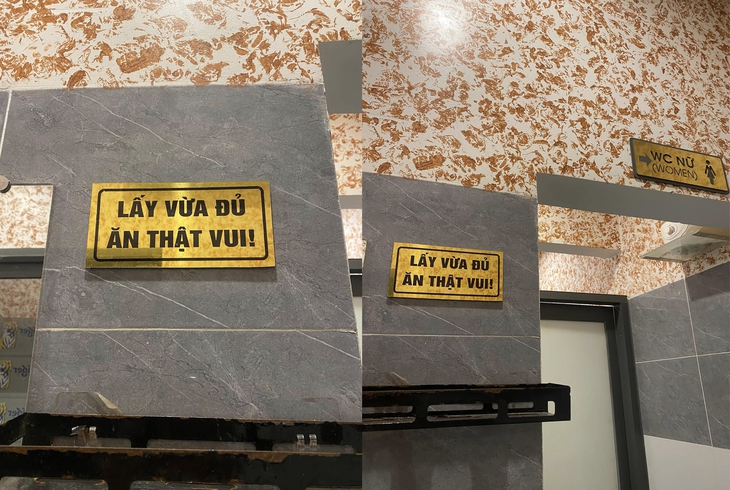 LẤY VỪA ĐỦ
ĂN THẬT VUI!
WC NỮ
(WOMEN)
LẤY VỪA ĐỦ
ĂN THẬT VUI!